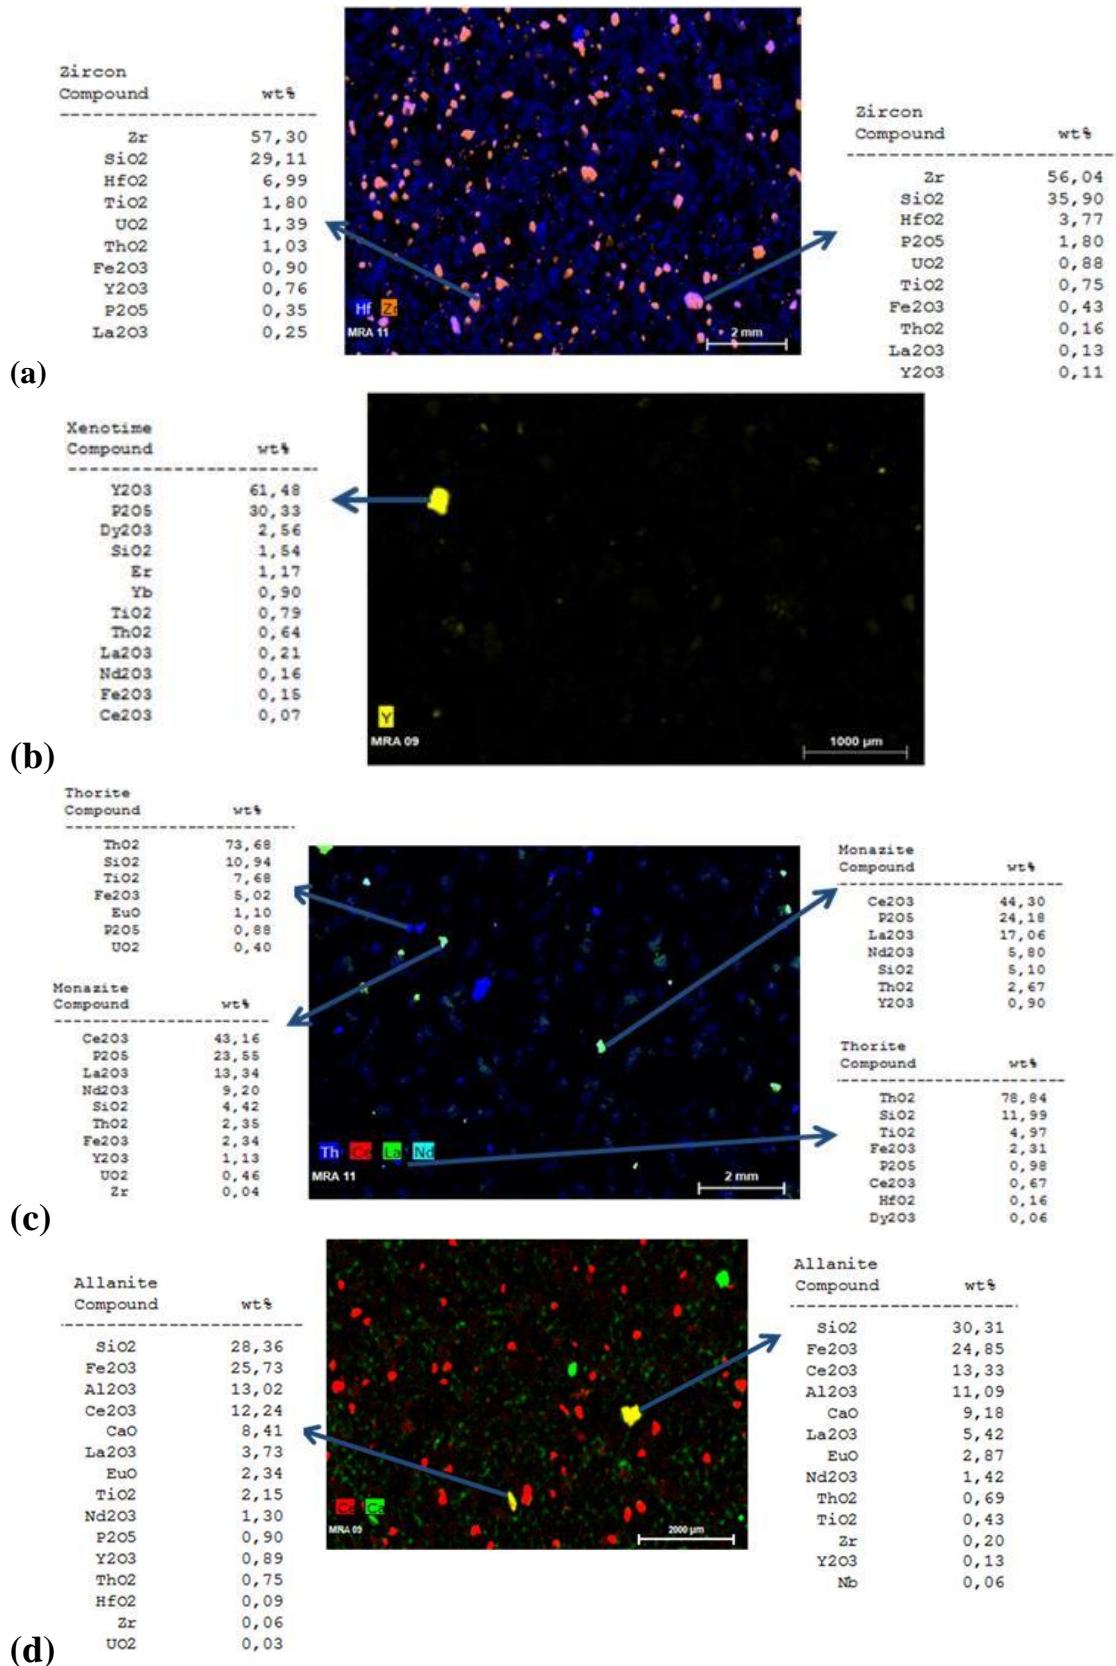 Zircon
Compound wt%
Zr 57,30
SiO2 29,11
HfO2 6,99
TiO2 1,80
UO2 1,39
ThO2 1,03
Fe2O3 0,90
Y2O3 0,76
P2O5 0,35
La2O3 0,25
Hf Zr
MRA 11
2 mm
Zircon
Compound wt%
Zr 56,04
SiO2 35,90
HfO2 3,77
P2O5 1,80
UO2 0,88
TiO2 0,75
Fe2O3 0,43
ThO2 0,16
La2O3 0,13
Y2O3 0,11
(a)
Xenotime
Compound wt%
Y2O3 61,48
P2O5 30,33
Dy2O3 2,56
SiO2 1,54
Er 1,17
Yb 0,90
TiO2 0,79
ThO2 0,64
La2O3 0,21
Nd2O3 0,16
Fe2O3 0,15
Ce2O3 0,07
Y
MRA 09
1000 µm
(b)
Thorite
Compound wt%
ThO2 73,68
SiO2 10,94
TiO2 7,68
Fe2O3 5,02
EuO 1,10
P2O5 0,88
UO2 0,40
Monazite
Compound wt%
Ce2O3 43,16
P2O5 23,55
La2O3 13,34
Nd2O3 9,20
SiO2 4,42
ThO2 2,35
Fe2O3 2,34
Y2O3 1,13
UO2 0,46
Zr 0,04
Th Ce La Nd
MRA 11
2 mm
Monazite
Compound wt%
Ce2O3 44,30
P2O5 24,18
La2O3 17,06
Nd2O3 5,80
SiO2 5,10
ThO2 2,67
Y2O3 0,90
Thorite
Compound wt%
ThO2 78,84
SiO2 11,99
TiO2 4,97
Fe2O3 2,31
P2O5 0,98
Ce2O3 0,67
HfO2 0,16
Dy2O3 0,06
(c)
Allanite
Compound wt%
SiO2 28,36
Fe2O3 25,73
Al2O3 13,02
Ce2O3 12,24
CaO 8,41
La2O3 3,73
EuO 2,34
TiO2 2,15
Nd2O3 1,30
P2O5 0,90
Y2O3 0,89
ThO2 0,75
HfO2 0,09
Zr 0,06
UO2 0,03
Ce Ca
MRA 09
2000 µm
Allanite
Compound wt%
SiO2 30,31
Fe2O3 24,85
Ce2O3 13,33
Al2O3 11,09
CaO 9,18
La2O3 5,42
EuO 2,87
Nd2O3 1,42
ThO2 0,69
TiO2 0,43
Zr 0,20
Y2O3 0,13
Nb 0,06
(d)